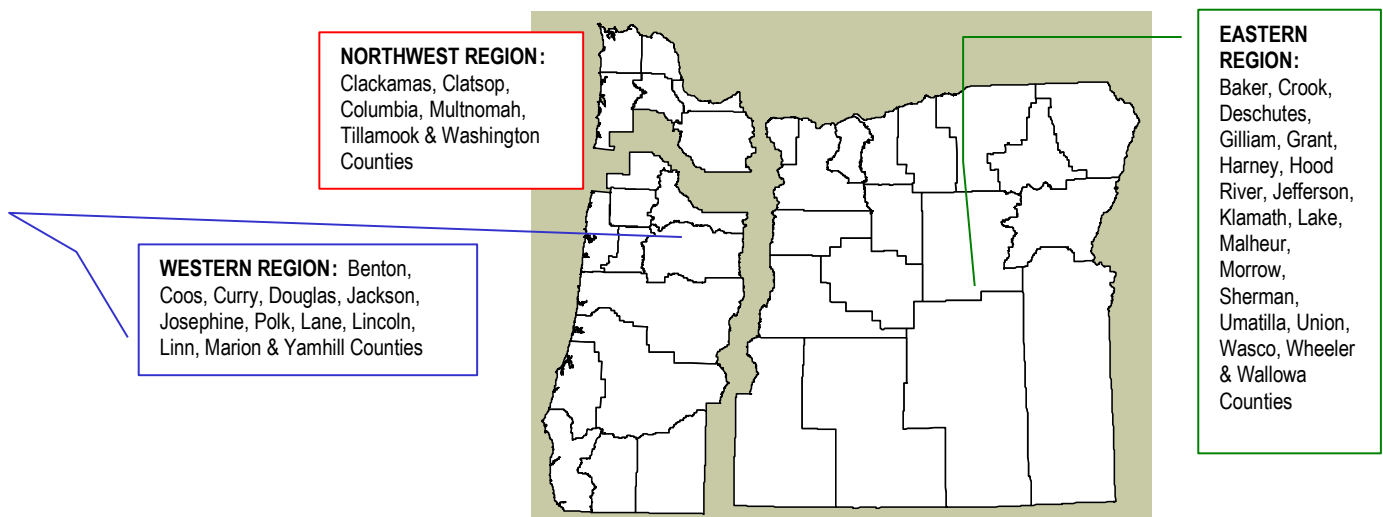 NORTHWEST REGION:
Clackamas, Clatsop,
Columbia, Multnomah,
Tillamook & Washington
Counties
WESTERN REGION: Benton,
Coos, Curry, Douglas, Jackson,
Josephine, Polk, Lane, Lincoln,
Linn, Marion & Yamhill Counties
EASTERN
REGION:
Baker, Crook,
Deschutes,
Gilliam, Grant,
Harney, Hood
River, Jefferson,
Klamath, Lake,
Malheur,
Morrow,
Sherman,
Umatilla, Union,
Wasco, Wheeler
& Wallowa
Counties